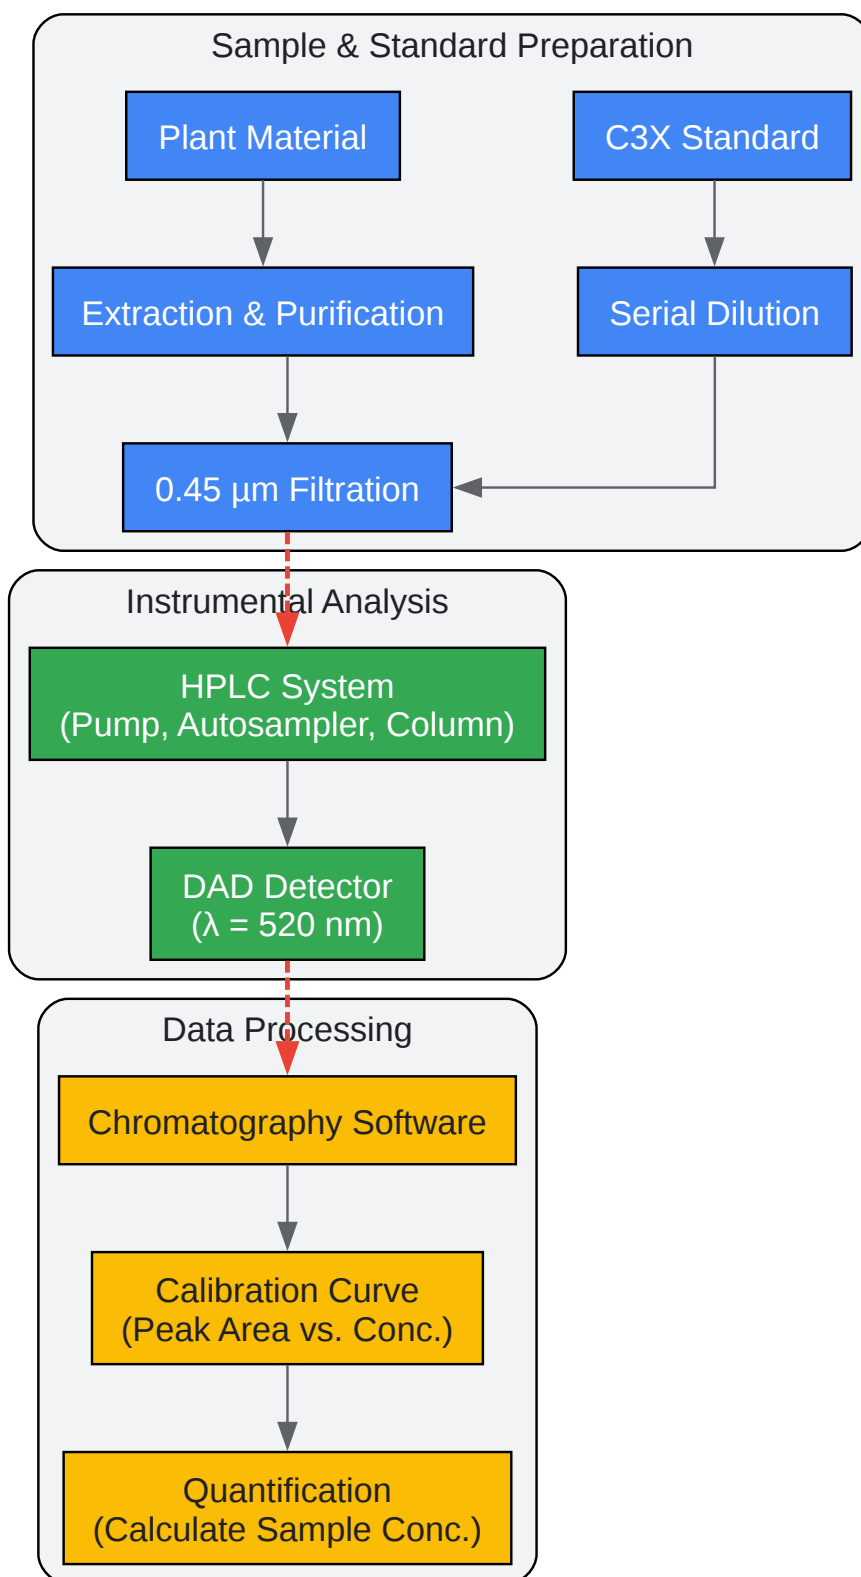 Sample & Standard Preparation
Plant Material
C3X Standard
Extraction & Purification
Serial Dilution
0.45 µm Filtration
Instrumental Analysis
HPLC System
(Pump, Autosampler, Column)
DAD Detector
(λ = 520 nm)
Data Processing
Chromatography Software
Calibration Curve
(Peak Area vs. Conc.)
Quantification
(Calculate Sample Conc.)